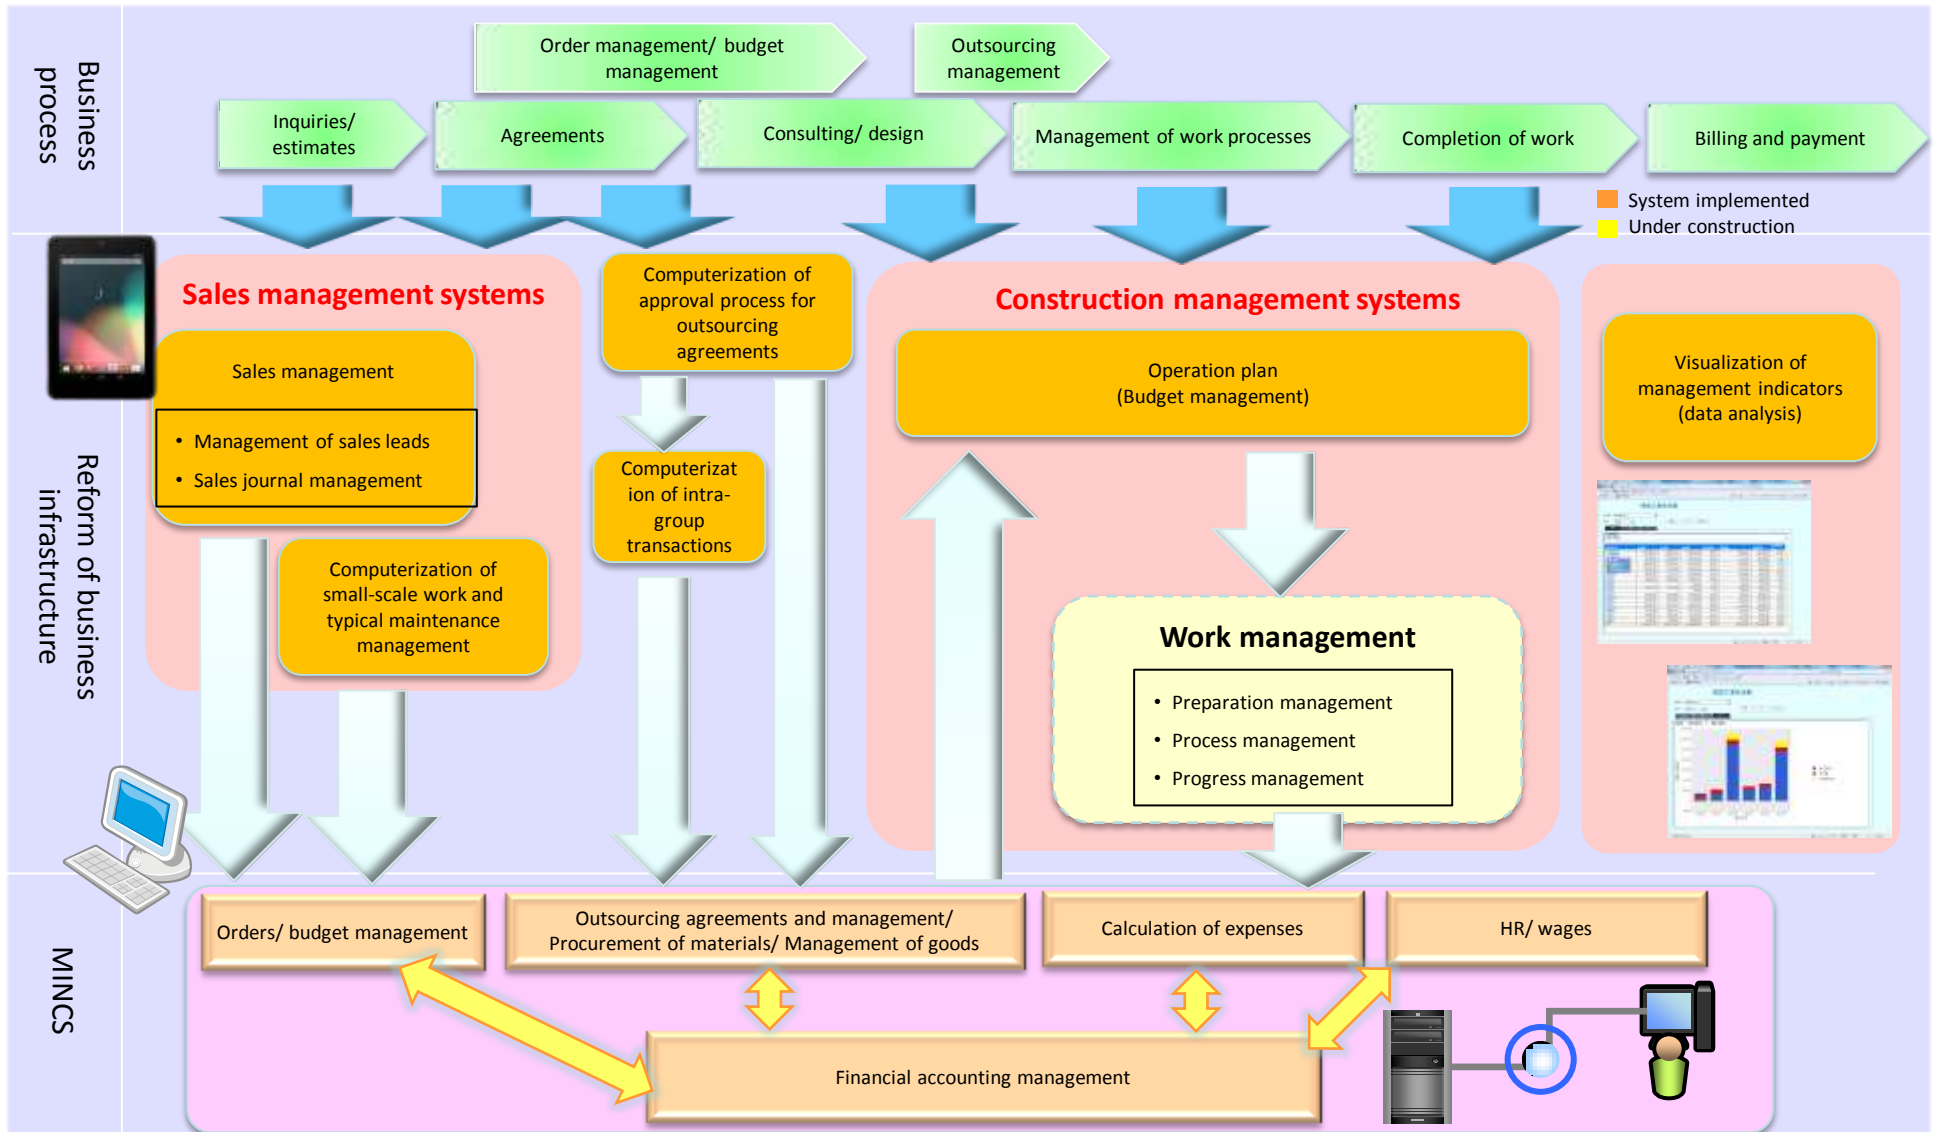 Business
process
Order management/ budget
management
Outsourcing
management
Inquiries/
estimates
Agreements
Consulting/ design
Management of work processes
Completion of work
Billing and payment
System implemented
Under construction
Reform of business
infrastructure
Sales management systems
Sales management
• Management of sales leads
• Sales journal management
Computerization of
small-scale work and
typical maintenance
management
Computerization of
approval process for
outsourcing
agreements
Computerizat
ion of intra-
group
transactions
Construction management systems
Operation plan
(Budget management)
Work management
• Preparation management
• Process management
• Progress management
Visualization of
management indicators
(data analysis)
MINCS
Orders/ budget management
Outsourcing agreements and management/
Procurement of materials/ Management of goods
Calculation of expenses
HR/ wages
Financial accounting management